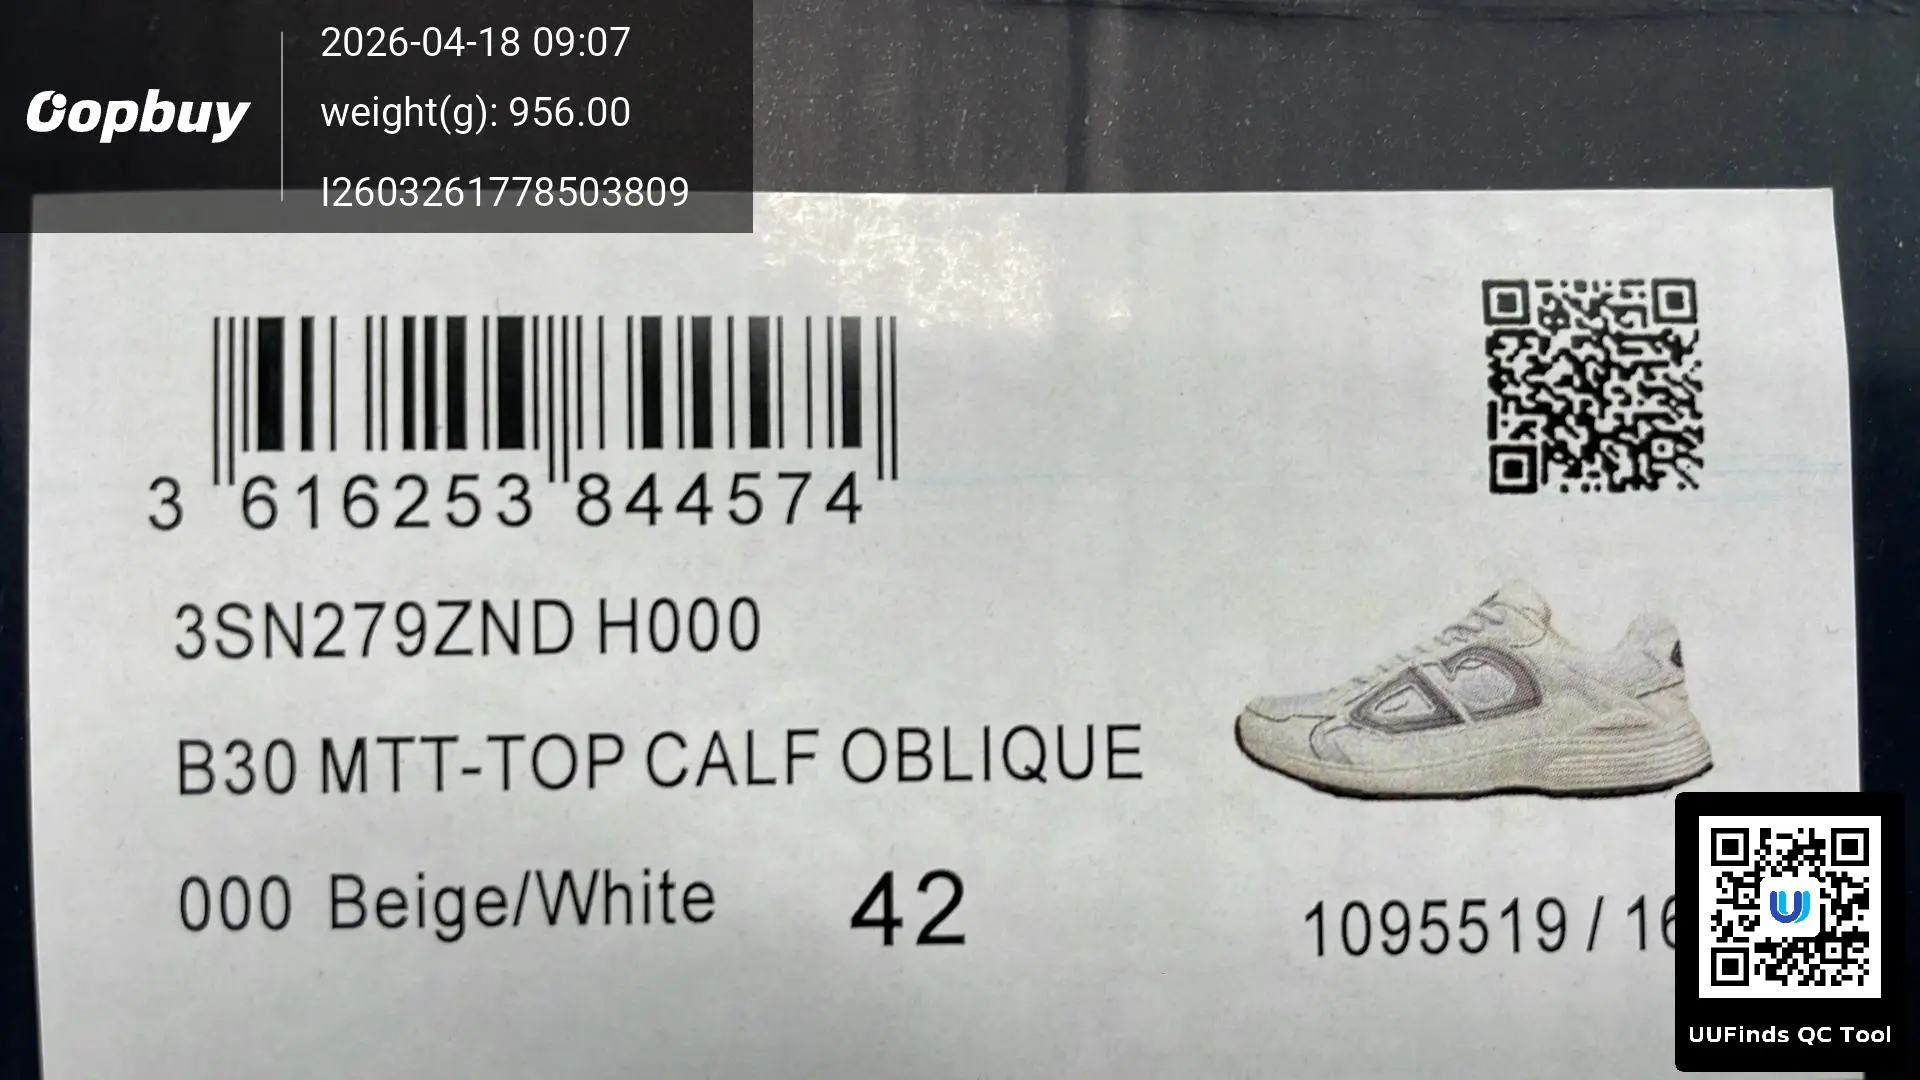 2026-04-18 09:07
Oopbuy
weight(g): 956.00
I2603261778503809
3 616253 844574
3SN279ZND H000
B30 MTT-TOP CALF OBLIQUE
000 Beige/White 42
1095519 / 16
UUFinds QC Tool